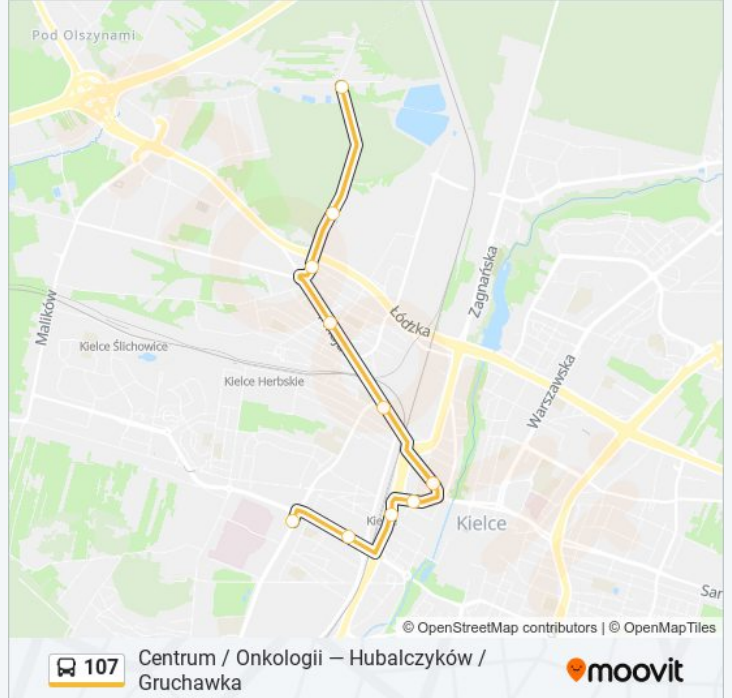 Pod Olszynami
Zagnańska
Łódzka
Malików
Kielce Ślichowice
Kielce Herbskie
Warszawska
Kielce
© OpenStreetMap contributors | © OpenMapTiles
107
Centrum / Onkologii – Hubalczyków /
Gruchawka
moovit